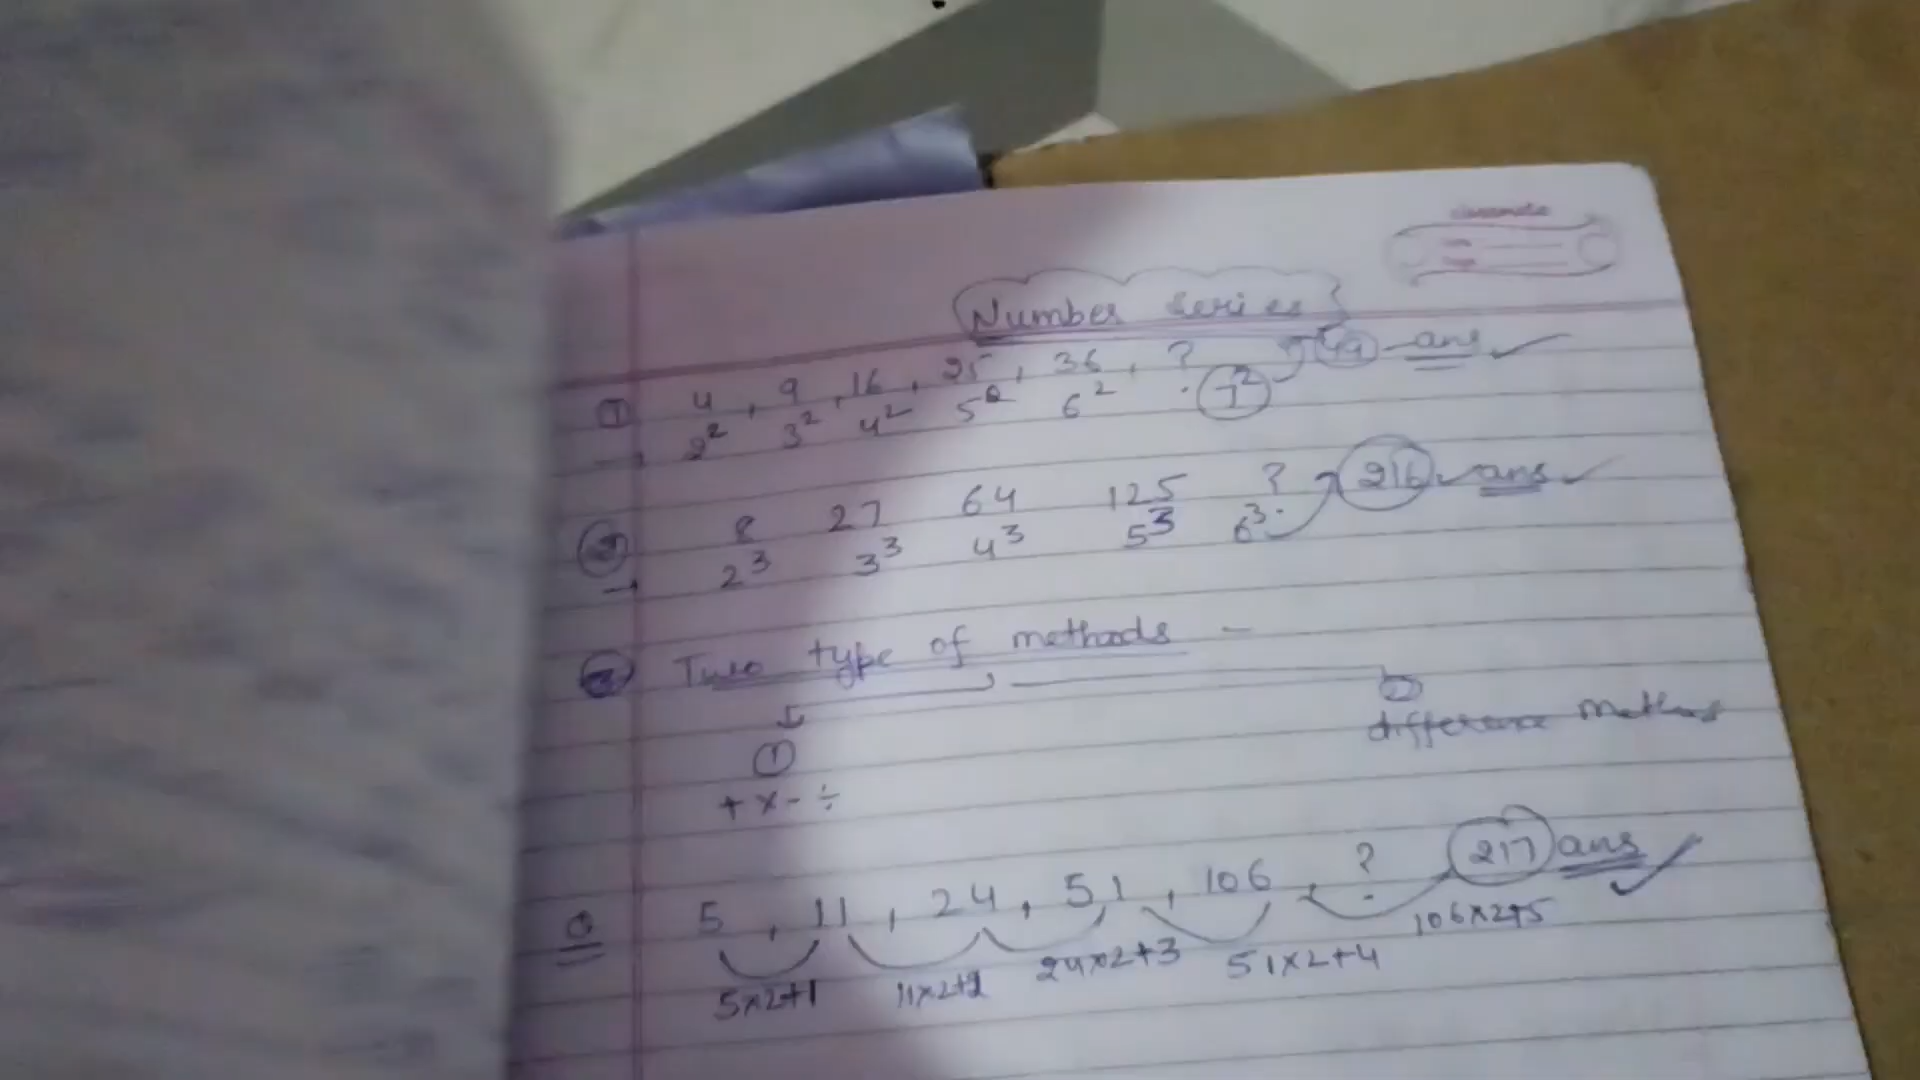 Number series
① 4 , 9 , 16 , 25 , 36 , ? 49 – ans ✓
2² 3² 4² 5² 6² 7²
② 8 27 64 125 ? 216 ans ✓
2³ 3³ 4³ 5³ 6³
③ Two type of methods –
① ②
+ × - ÷ difference Method
5 , 11 , 24 , 51 , 106 , ? 217 ans ✓
5×2+1 11×2+2 24×2+3 51×2+4 106×2+5